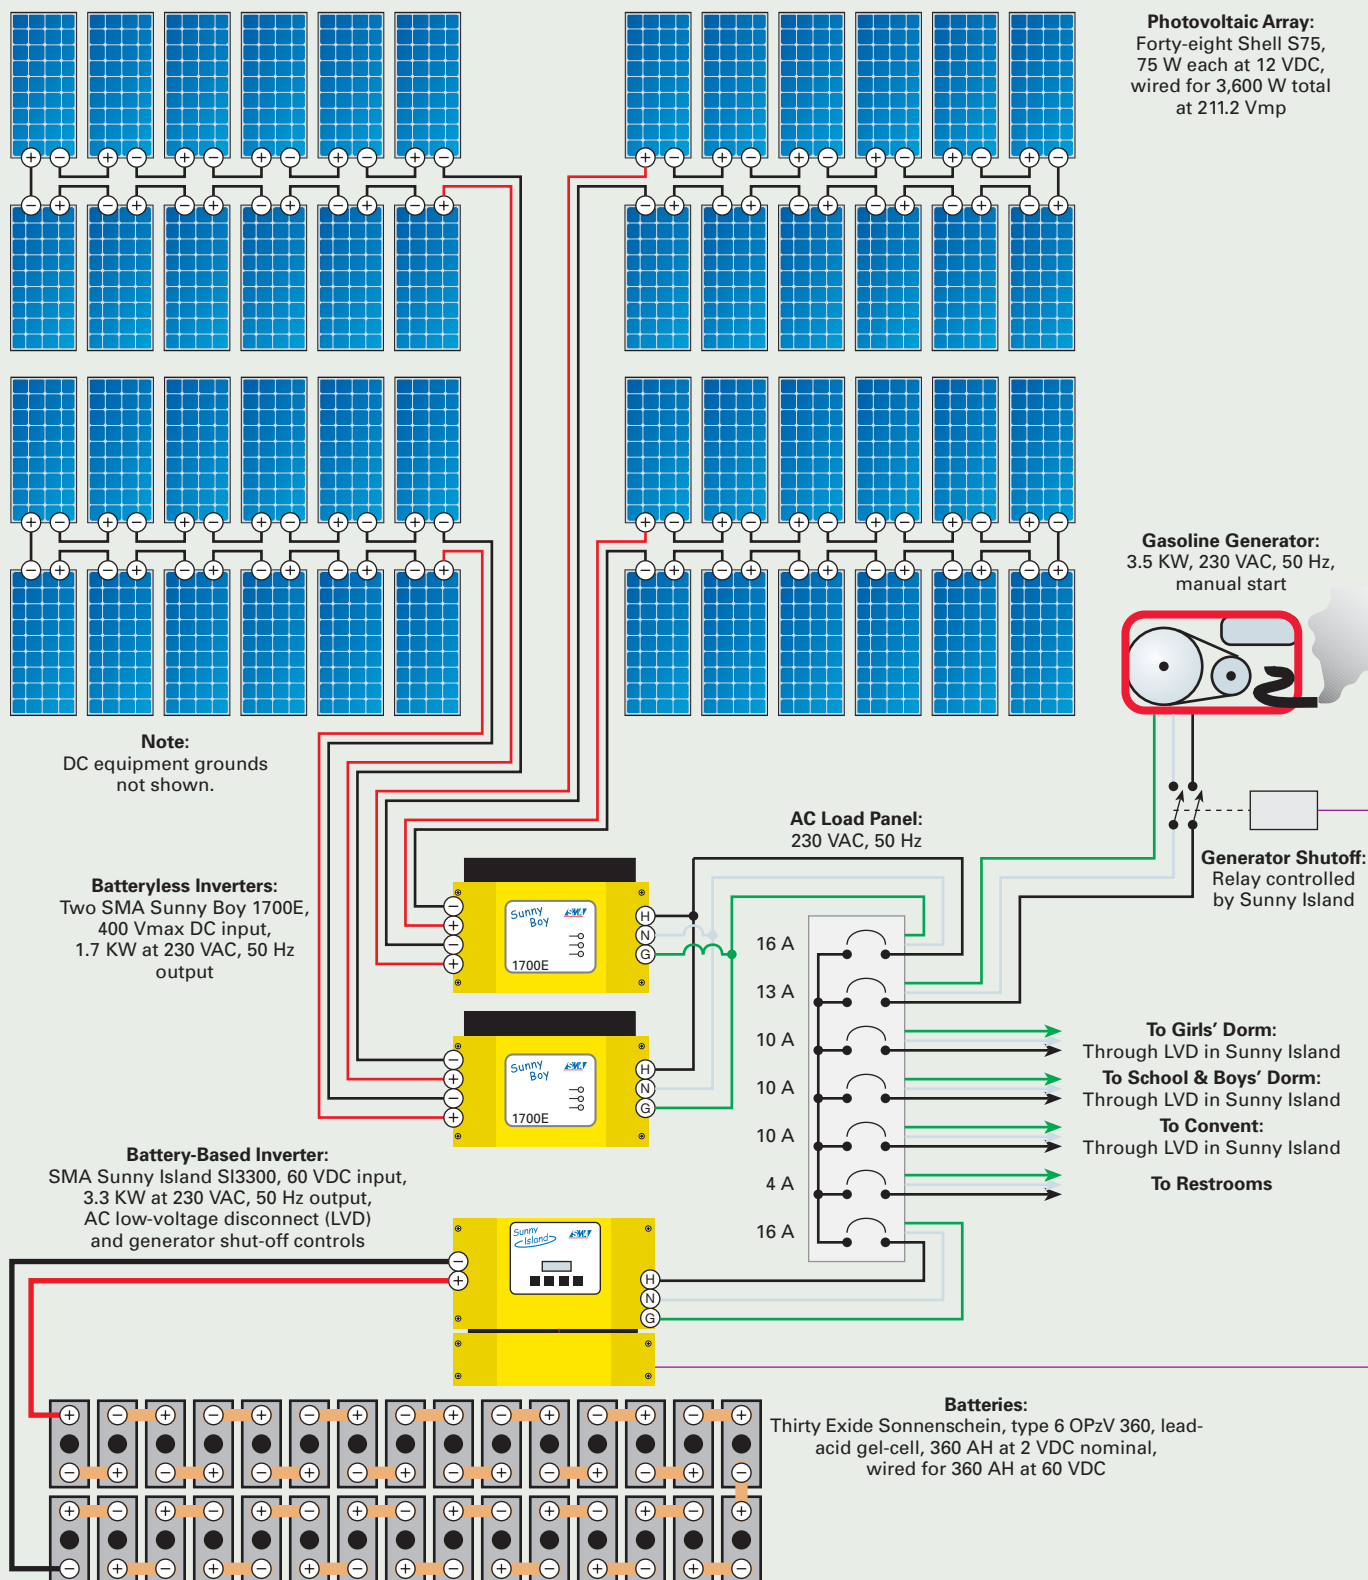 Photovoltaic Array:
Forty-eight Shell S75,
75 W each at 12 VDC,
wired for 3,600 W total
at 211.2 Vmp
Gasoline Generator:
3.5 KW, 230 VAC, 50 Hz,
manual start
Note:
DC equipment grounds
not shown.
AC Load Panel:
230 VAC, 50 Hz
Generator Shutoff:
Relay controlled
by Sunny Island
Batteryless Inverters:
Two SMA Sunny Boy 1700E,
400 Vmax DC input,
1.7 KW at 230 VAC, 50 Hz
output
Sunny
Boy
SMA
1700E
H
N
G
Sunny
Boy
SMA
1700E
H
N
G
16 A
13 A
10 A
10 A
10 A
4 A
16 A
To Girls' Dorm:
Through LVD in Sunny Island
To School & Boys' Dorm:
Through LVD in Sunny Island
To Convent:
Through LVD in Sunny Island
To Restrooms
Battery-Based Inverter:
SMA Sunny Island SI3300, 60 VDC input,
3.3 KW at 230 VAC, 50 Hz output,
AC low-voltage disconnect (LVD)
and generator shut-off controls
Sunny
Island
SMA
H
N
G
Batteries:
Thirty Exide Sonnenschein, type 6 OPzV 360, lead-
acid gel-cell, 360 AH at 2 VDC nominal,
wired for 360 AH at 60 VDC